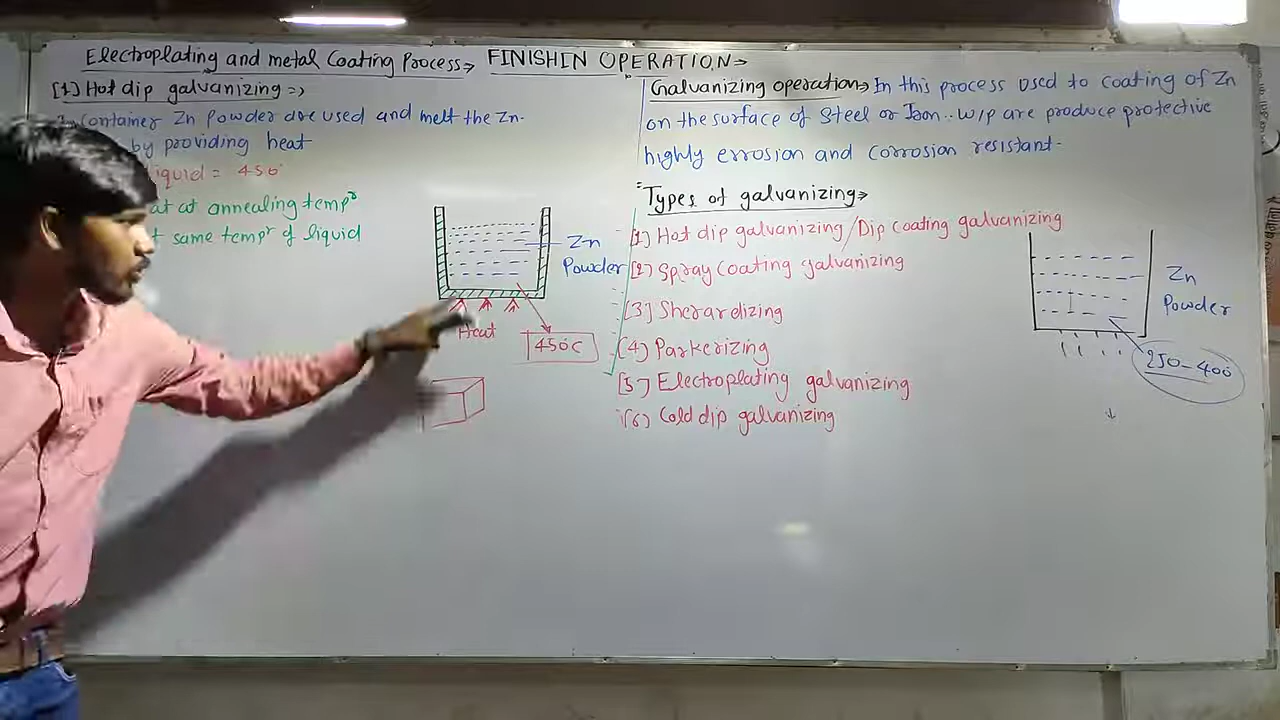 Electroplating and metal Coating Process→ FINISHIN OPERATION→
[1] Hot dip galvanizing =>
Container Zn Powder are used and melt the Zn.
by providing heat
liquid = 450°
at at annealing tempr
same tempr of liquid
Zn
Powder
Heat
450c
Galvanizing operation→ In this process used to coating of Zn
on the surface of Steel or Iron.. W/p are produce protective
highly errosion and corrosion resistant-
Types of galvanizing→
[1] Hot dip galvanizing/Dip coating galvanizing
[2] Spray coating galvanizing
[3] Sherardizing
[4] Parkerizing
[5] Electroplating galvanizing
(6) Cold dip galvanizing
Zn
Powder
250-400